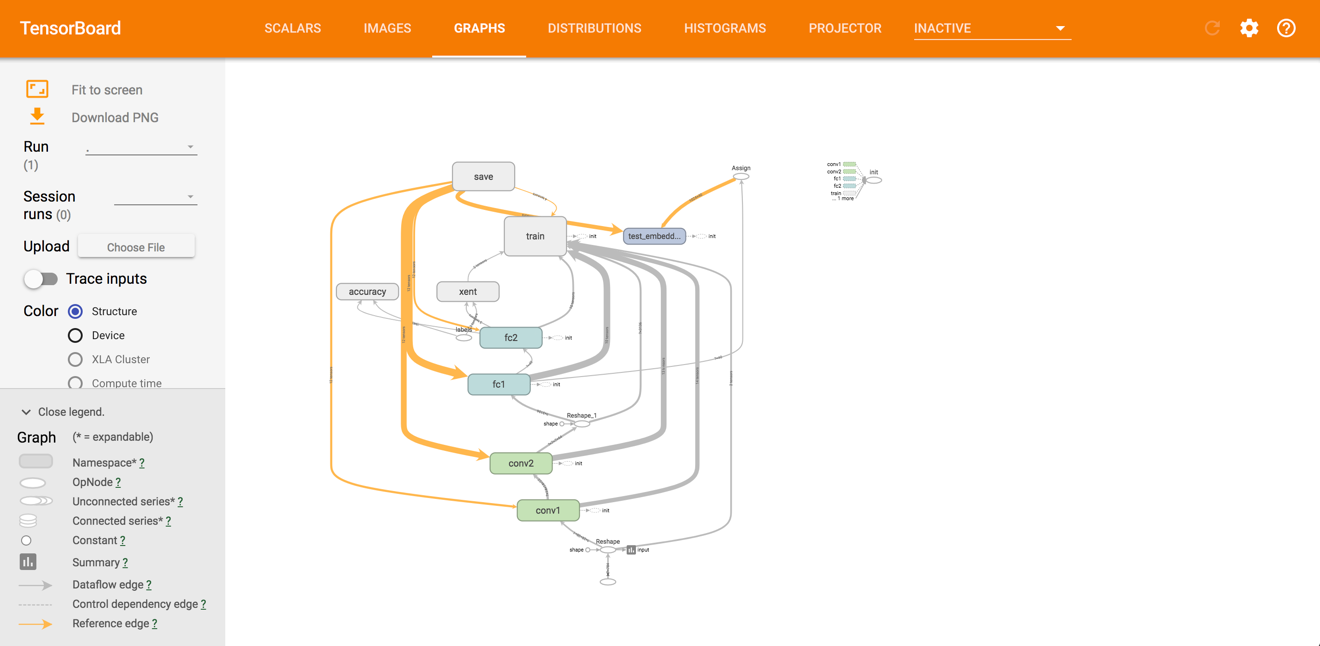 TensorBoard
SCALARS
IMAGES
GRAPHS
DISTRIBUTIONS
HISTOGRAMS
PROJECTOR
INACTIVE
Fit to screen
Download PNG
Run
(1)
.
Session
runs (0)
Upload
Choose File
Trace inputs
Color
Structure
Device
XLA Cluster
Compute time
Close legend.
Graph
(* = expandable)
Namespace* ?
OpNode ?
Unconnected series* ?
Connected series* ?
Constant ?
Summary ?
Dataflow edge ?
Control dependency edge ?
Reference edge ?
save
Assign
train
init
test_embedd...
init
accuracy
xent
labels
fc2
init
fc1
init
Reshape_1
shape
conv2
init
conv1
init
Reshape
shape
input
conv1
conv2
fc1
fc2
train
... 1 more
init